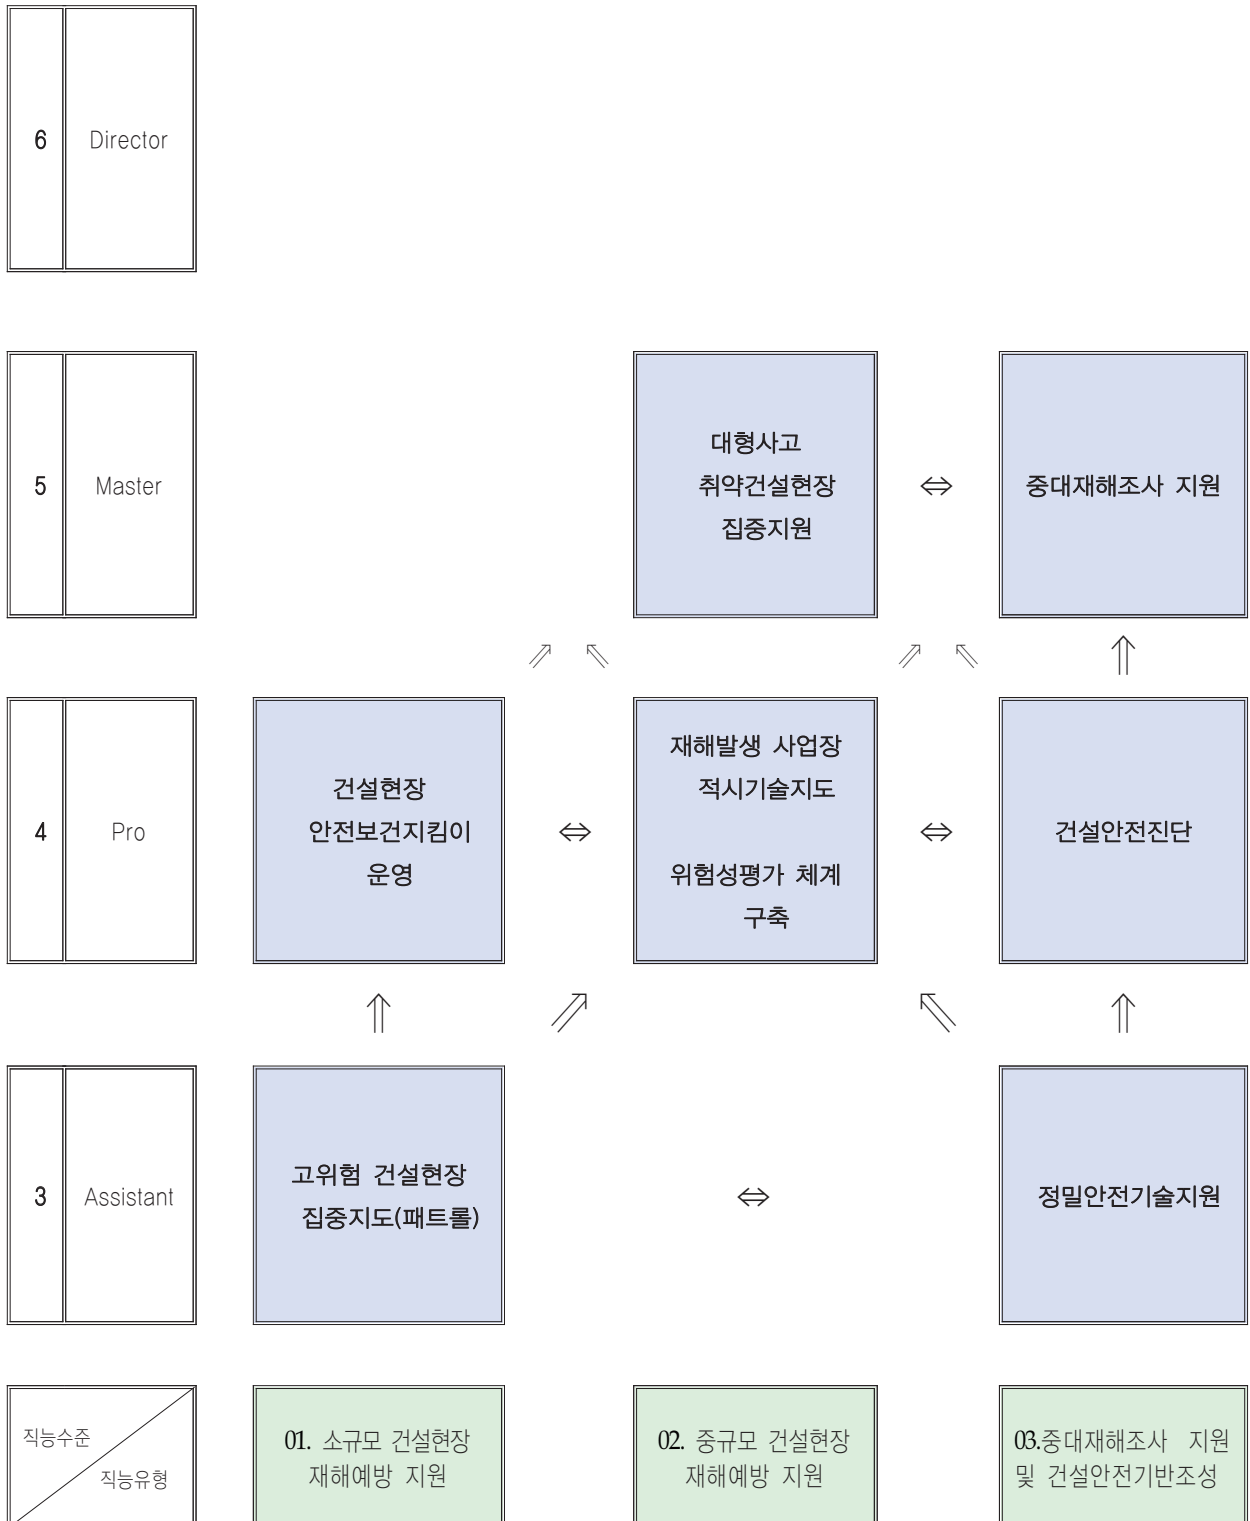 6 Director
5 Master
대형사고
취약건설현장
집중지원
⇔
중대재해조사 지원
⇗ ⇖ ⇗ ⇖ ⇑
4 Pro
건설현장
안전보건지킴이
운영
⇔
재해발생 사업장
적시기술지도
위험성평가 체계
구축
⇔
건설안전진단
⇑ ⇗ ⇖ ⇑
3 Assistant
고위험 건설현장
집중지도(패트롤)
⇔
정밀안전기술지원
직능수준
직능유형
01. 소규모 건설현장
재해예방 지원
02. 중규모 건설현장
재해예방 지원
03.중대재해조사 지원
및 건설안전기반조성